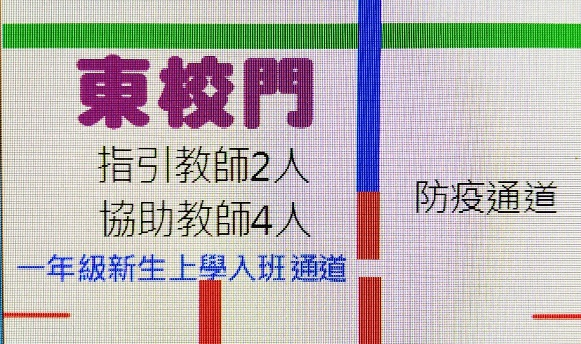 東校門
指引教師2人
協助教師4人
防疫通道
一年級新生上學入班通道